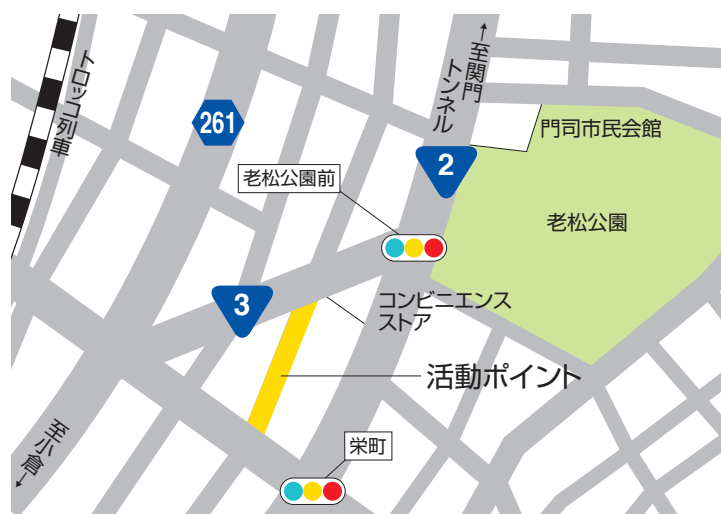 ←至関門
トンネル
トロッコ列車
261
門司市民会館
2
老松公園前
老松公園
3
コンビニエンス
ストア
活動ポイント
至小倉→
栄町